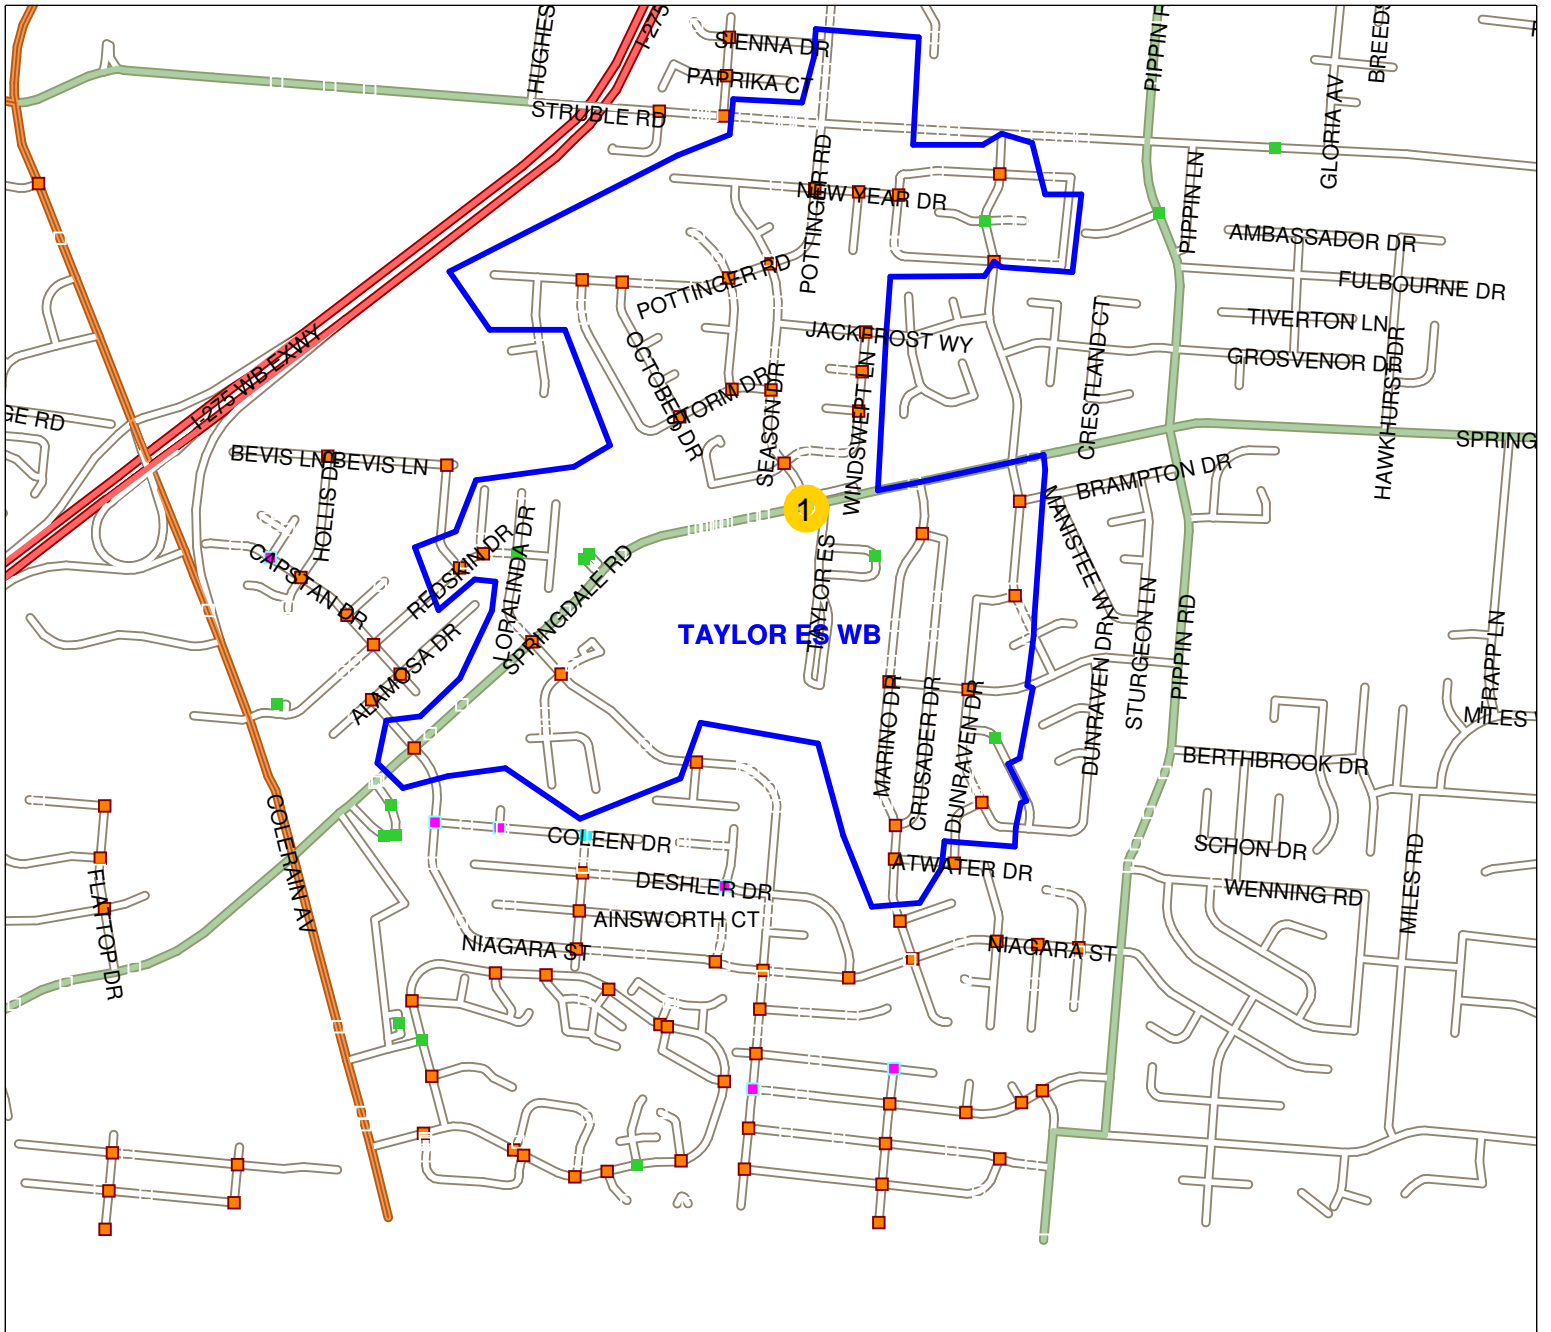 HUGHES
I-275
SIENNA DR
PAPRIKA CT
STRUBLE RD
PIPPIN
BREEDS
GLORIA AV
PIPPIN LN
POTTINGER RD
NEW YEAR DR
AMBASSADOR DR
FULBOURNE DR
TIVERTON LN
GROSVENOR DR
HAWKHURST DR
POTTINGER RD
JACKFROST WY
OCTOBER DR
STORM DR
SEASON DR
WINDSWEPT LN
CRESTLAND CT
I-275 WB EXWY
GE RD
BEVIS LN
BEVIS LN
HOLLIS DR
SPRING
BRAMPTON DR
MANISTEE WY
1
CAPSTAN DR
REDSKIN DR
LORALINDA DR
SPRINGDALE RD
ALAMOSA DR
TAYLOR ES
TAYLOR ES WB
STURGEON LN
PIPPIN RD
TRAPP LN
MILES
DUNRAVEN DR
MARINO DR
CRUSADER DR
DUNRAVEN DR
BERTHBROOK DR
COLERAIN AV
COLEEN DR
DESHLER DR
AINSWORTH CT
NIAGARA ST
ATWATER DR
NIAGARA ST
SCHON DR
WENNING RD
MILES RD
FLATTOP DR